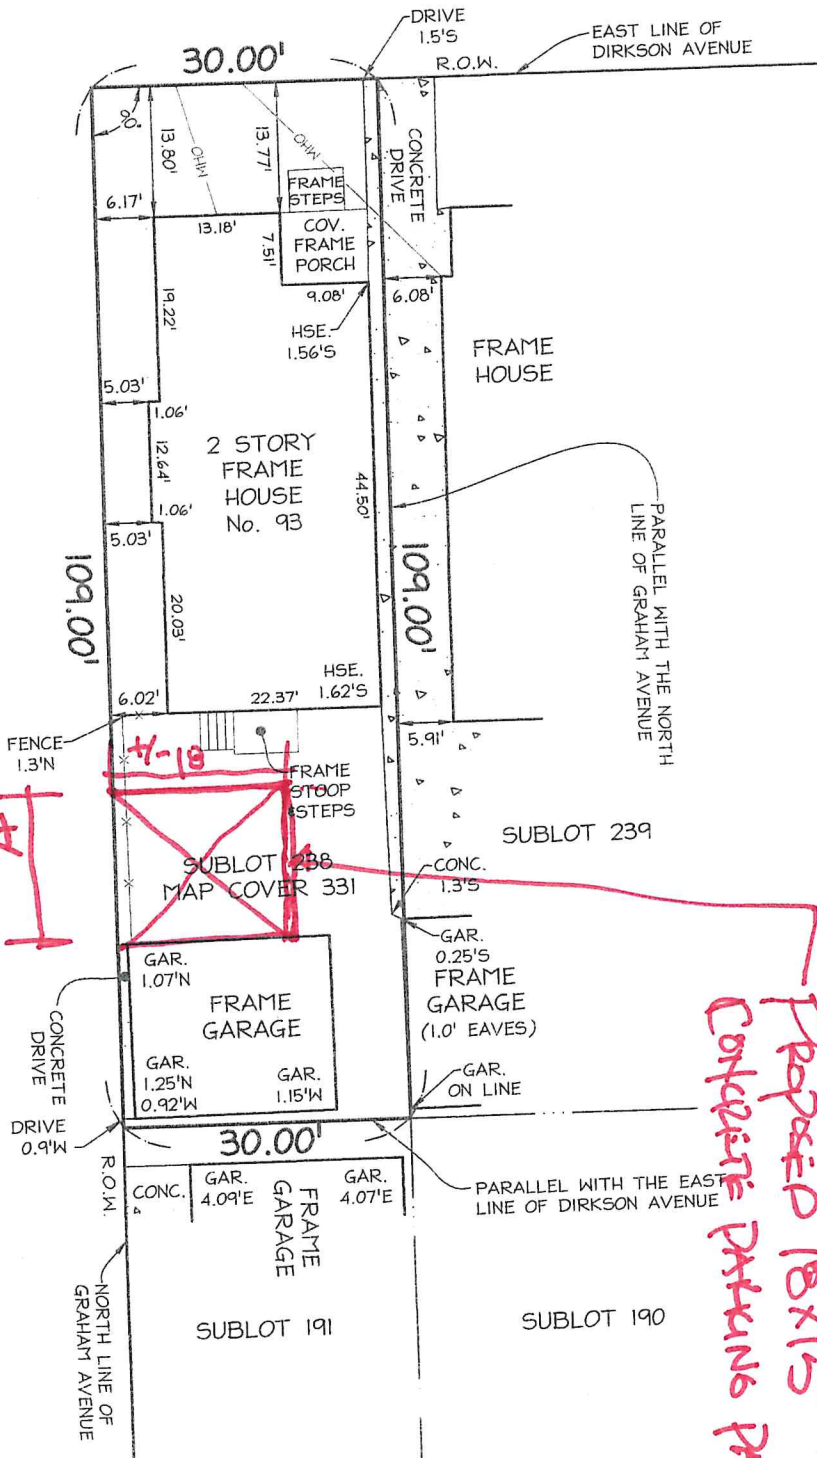 DRIVE
1.5'S
EAST LINE OF
DIRKSON AVENUE
R.O.W.
30.00'
90°
13.80'
OHW
13.77'
OHW
CONCRETE
DRIVE
FRAME
STEPS
6.17'
13.18'
7.51'
COV.
FRAME
PORCH
9.08'
6.08'
19.22'
HSE.
1.56'S
FRAME
HOUSE
5.03'
1.06'
12.64'
1.06'
5.03'
2 STORY
FRAME
HOUSE
No. 93
44.50'
PARALLEL WITH THE NORTH
LINE OF GRAHAM AVENUE
109.00'
109.00'
20.03'
HSE.
1.62'S
6.02'
22.37'
5.91'
FENCE
1.3'N
FRAME
STOOP
&STEPS
SUBLOT 238
MAP COVER 331
SUBLOT 239
CONC.
1.3'S
GAR.
0.25'S
GAR.
1.07'N
FRAME
GARAGE
FRAME
GARAGE
(1.0' EAVES)
CONCRETE
DRIVE
GAR.
1.25'N
0.92'W
GAR.
1.15'W
GAR.
ON LINE
DRIVE
0.9'W
30.00'
R.O.W.
CONC.
GAR.
4.09'E
FRAME
GARAGE
GAR.
4.07'E
PARALLEL WITH THE EAST
LINE OF DIRKSON AVENUE
NORTH LINE OF
GRAHAM AVENUE
SUBLOT 191
SUBLOT 190
PROPOSED 18X15
CONCRETE PARKING